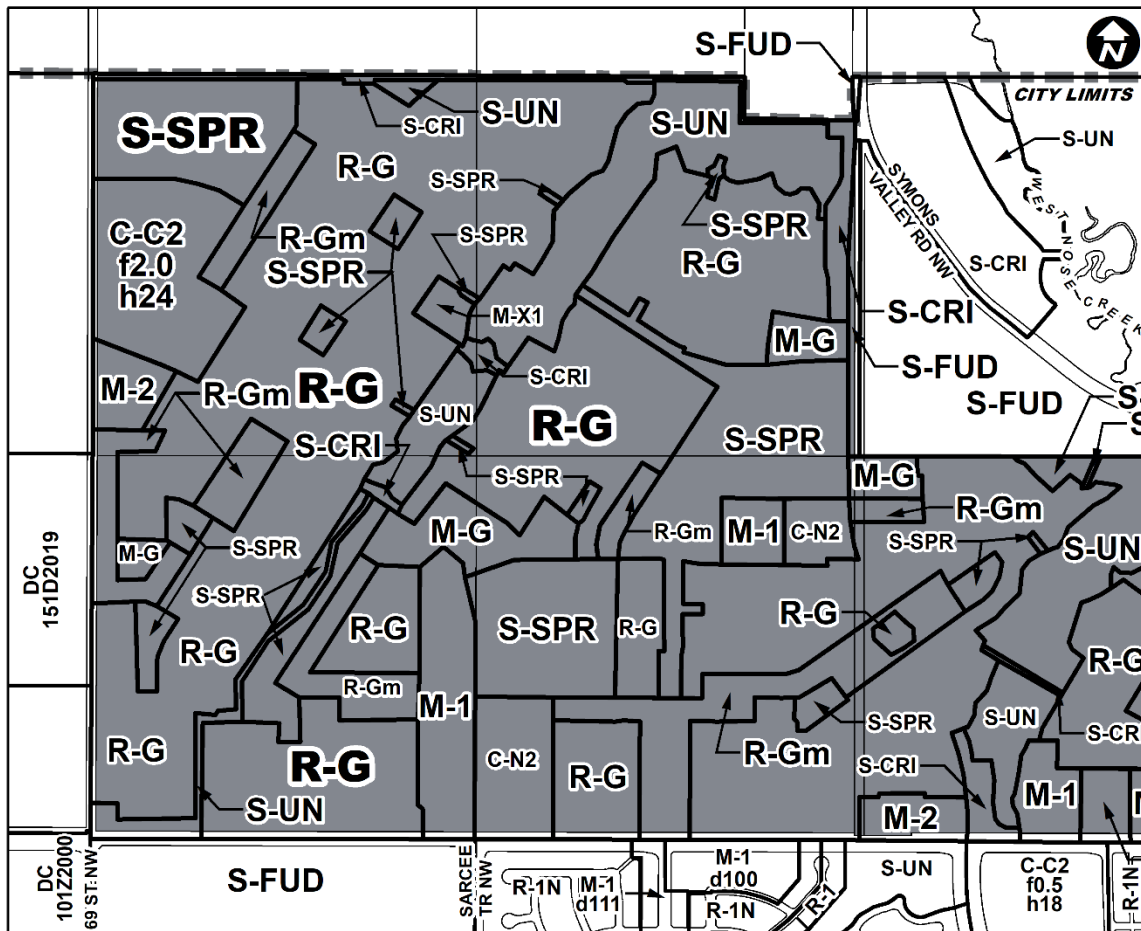 S-FUD
N
CITY LIMITS
S-UN
S-CRI
S-UN
S-SPR
S-UN
R-G
S-SPR
WEST NOSE CREEK
SYMONS
VALLEY RD NW
S-SPR
S-SPR
R-G
C-C2
f2.0
h24
R-Gm
S-SPR
S-CRI
M-X1
S-CRI
M-G
S-FUD
S-CRI
M-2
R-Gm
R-G
S-UN
R-G
S-FUD
S-
S
S-CRI
S-SPR
S-SPR
M-G
R-Gm
M-G
R-Gm
M-1
C-N2
S-SPR
S-UN
M-G
S-SPR
DC
151D2019
S-SPR
R-G
R-G
S-SPR
R-G
R-G
R-G
R-Gm
M-1
S-UN
S-SPR
S-CRI
R-G
R-G
C-N2
R-G
R-Gm
S-CRI
M-1
M
S-UN
M-2
R-1N
DC
101Z2000
69 ST NW
S-FUD
SARCEE
TR NW
R-1N
M-1
d111
M-1
d100
R-1N
R-1
S-UN
C-C2
f0.5
h18
R-1N